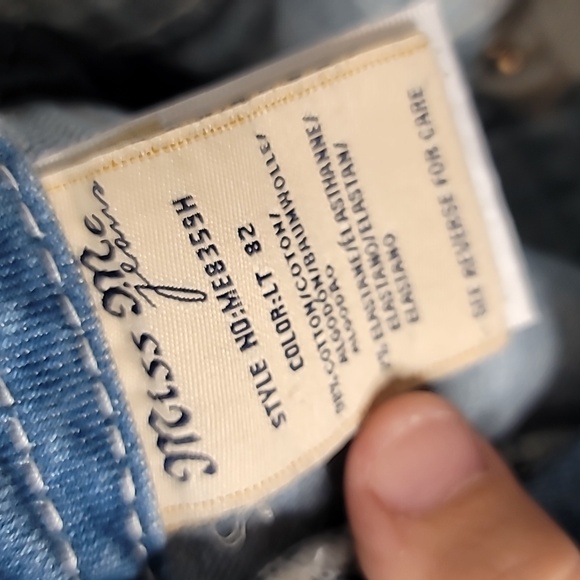 Miss Me
Jeans
STYLE NO:ME8359H
COLOR:LT 82
98% COTTON/COTON/
ALGODÓN/BAUMWOLLE/
ALGODAO
2% ELASTANE/ELASTHANNE/
ELASTANO/ELASTAN/
ELASTANO
SEE REVERSE FOR CARE